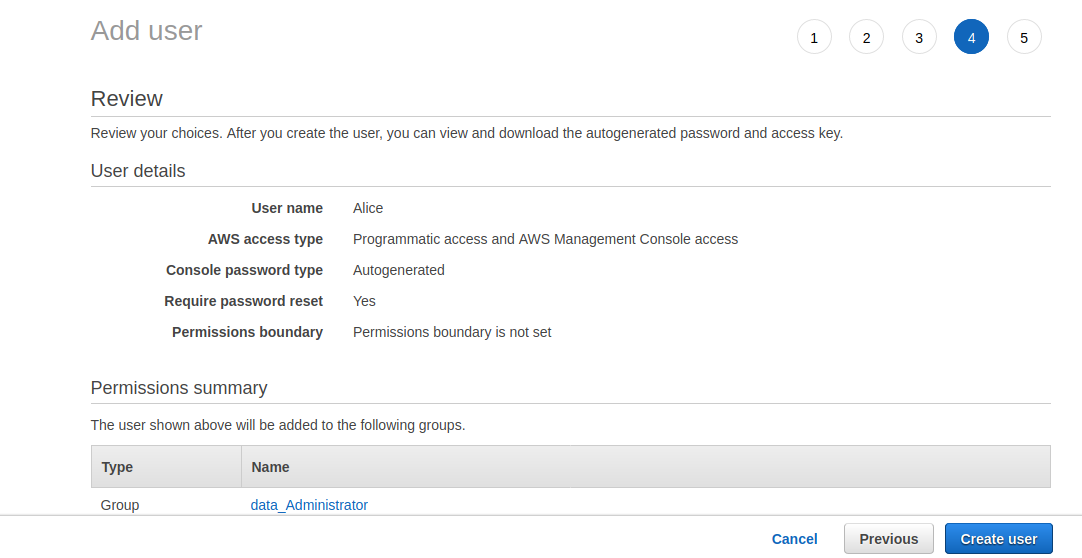 Add user
1 2 3 4 5
Review
Review your choices. After you create the user, you can view and download the autogenerated password and access key.
User details
User name Alice
AWS access type Programmatic access and AWS Management Console access
Console password type Autogenerated
Require password reset Yes
Permissions boundary Permissions boundary is not set
Permissions summary
The user shown above will be added to the following groups.
Type Name
Group data_Administrator
Cancel Previous Create user